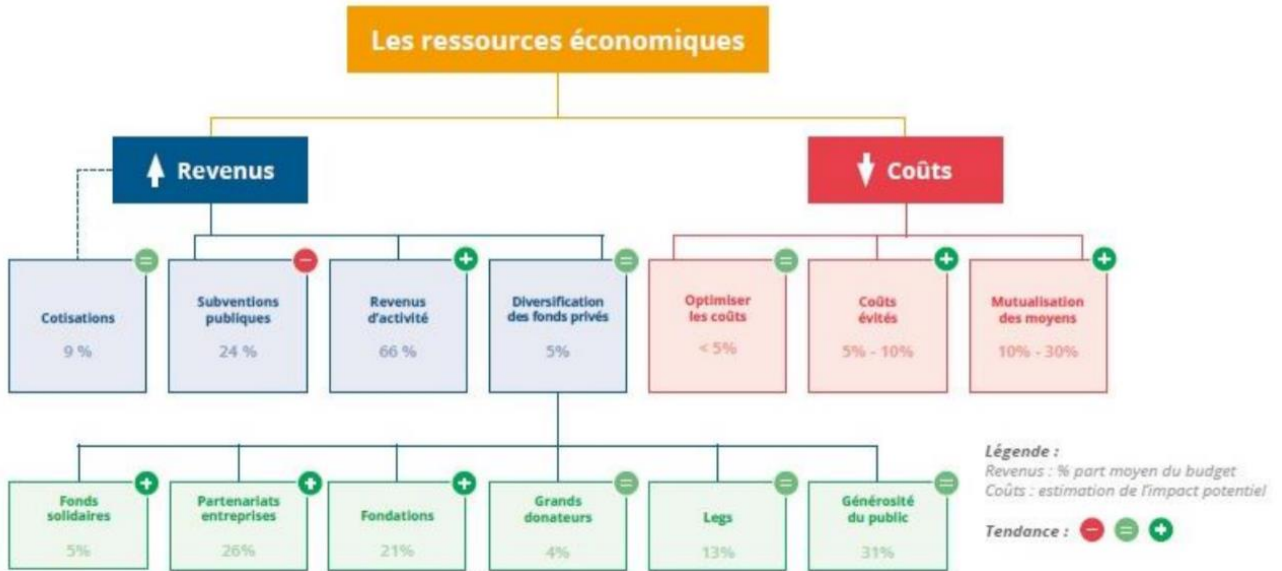 Les ressources économiques
Revenus
Coûts
Cotisations
9 %
Subventions
publiques
24 %
Revenus
d'activité
66 %
Diversification
des fonds privés
5%
Optimiser
les coûts
< 5%
Coûts
évités
5% - 10%
Mutualisation
des moyens
10% - 30%
Fonds
solidaires
5%
Partenariats
entreprises
26%
Fondations
21%
Grands
donateurs
4%
Legs
13%
Générosité
du public
31%
Légende :
Revenus : % part moyen du budget
Coûts : estimation de l'impact potentiel
Tendance :